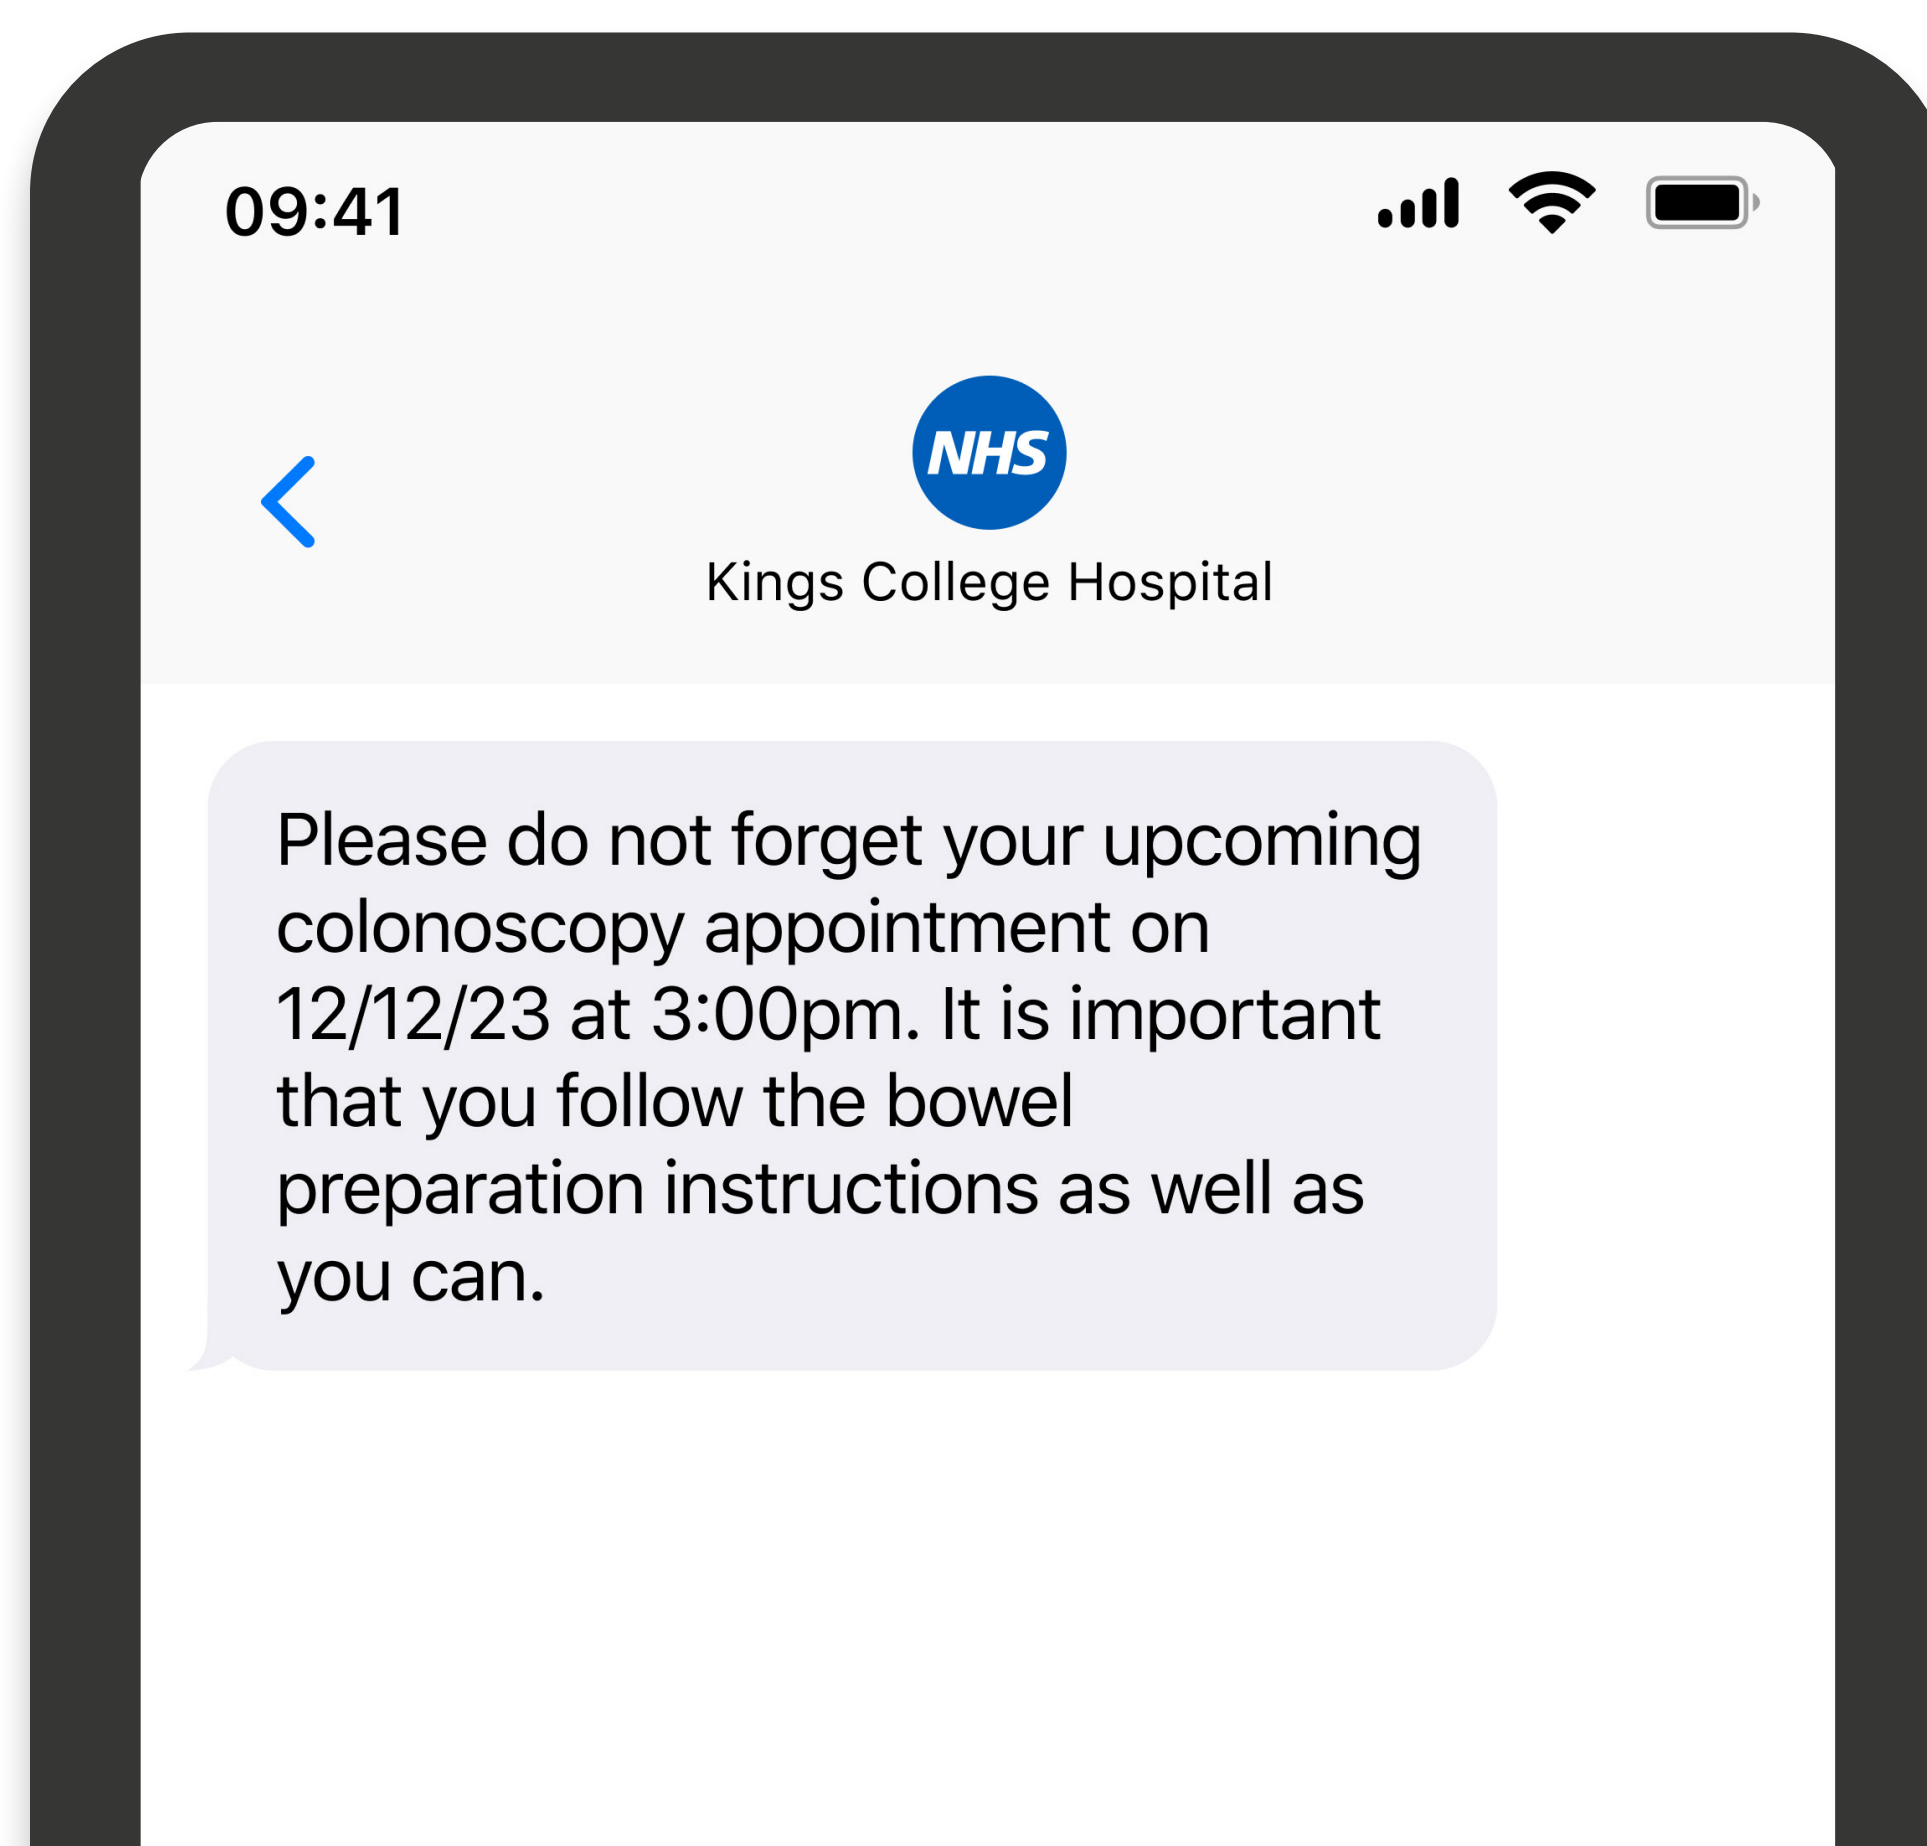 09:41
NHS
Kings College Hospital
Please do not forget your upcoming
colonoscopy appointment on
12/12/23 at 3:00pm. It is important
that you follow the bowel
preparation instructions as well as
you can.